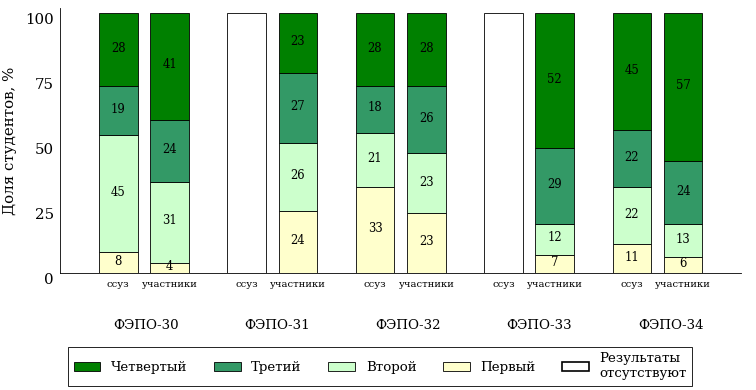 Доля студентов, %
100
75
50
25
0
28 19 45 8
41 24 31 4
23 27 26 24
28 18 21 33
28 26 23 23
52 29 12 7
45 22 22 11
57 24 13 6
ссуз участники ссуз участники ссуз участники ссуз участники ссуз участники
ФЭПО-30 ФЭПО-31 ФЭПО-32 ФЭПО-33 ФЭПО-34
Четвертый Третий Второй Первый Результаты
отсутствуют